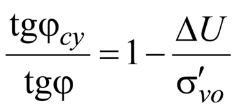 tgφ_cy / tgφ = 1 − ΔU / σ′_vo